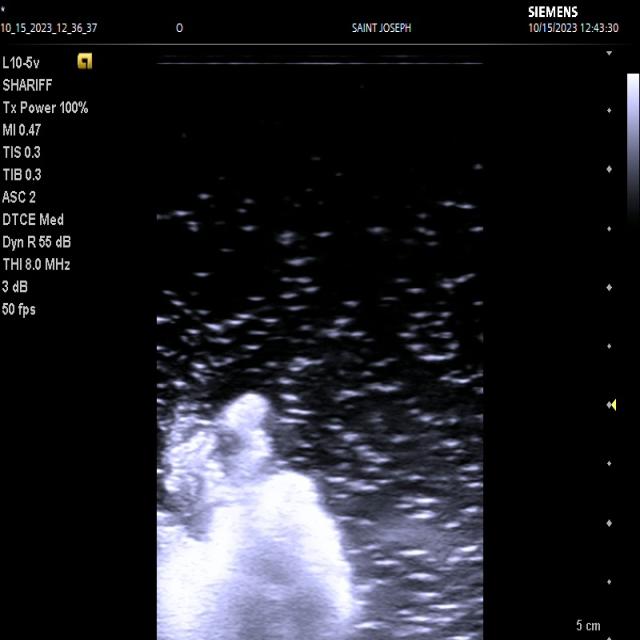 SIEMENS
10_15_2023_12_36_37 O SAINT JOSEPH 10/15/2023 12:43:30
L10-5v
SHARIFF
Tx Power 100%
MI 0.47
TIS 0.3
TIB 0.3
ASC 2
DTCE Med
Dyn R 55 dB
THI 8.0 MHz
3 dB
50 fps
5 cm